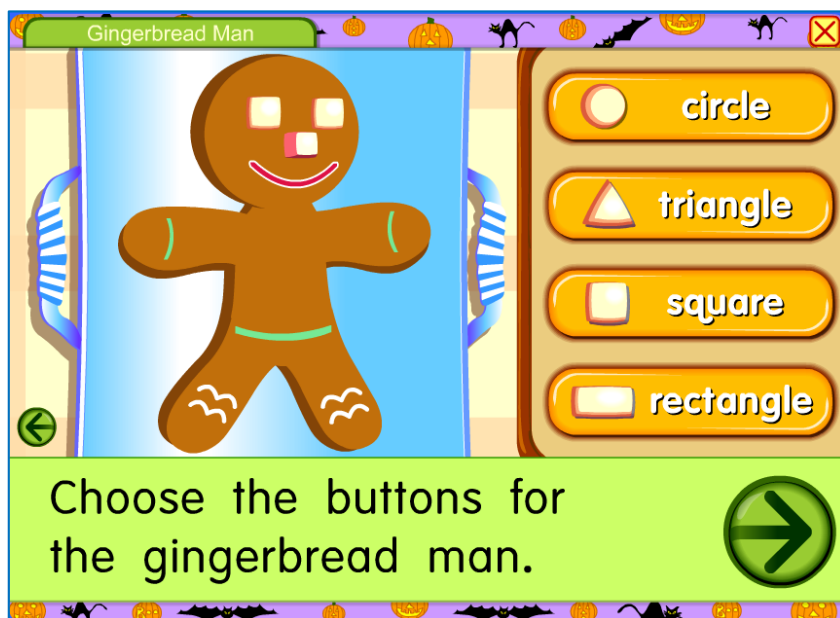 Gingerbread Man
circle
triangle
square
rectangle
Choose the buttons for
the gingerbread man.